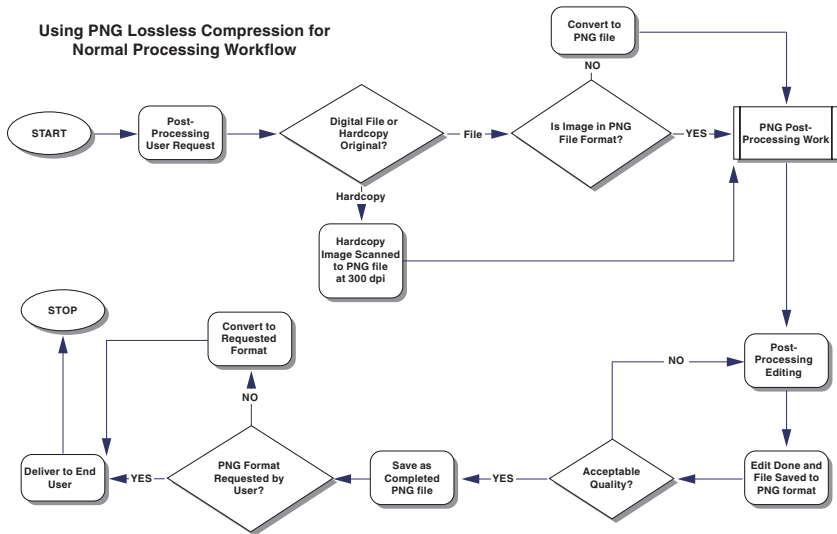 Using PNG Lossless Compression for
Normal Processing Workflow
START
Post-
Processing
User Request
Digital File or
Hardcopy
Original?
File
Is Image in PNG
File Format?
NO
Convert to
PNG file
YES
PNG Post-
Processing Work
Hardcopy
Hardcopy
Image Scanned
to PNG file
at 300 dpi
Post-
Processing
Editing
Edit Done and
File Saved to
PNG format
Acceptable
Quality?
NO
YES
Save as
Completed
PNG file
PNG Format
Requested by
User?
NO
Convert to
Requested
Format
YES
Deliver to End
User
STOP